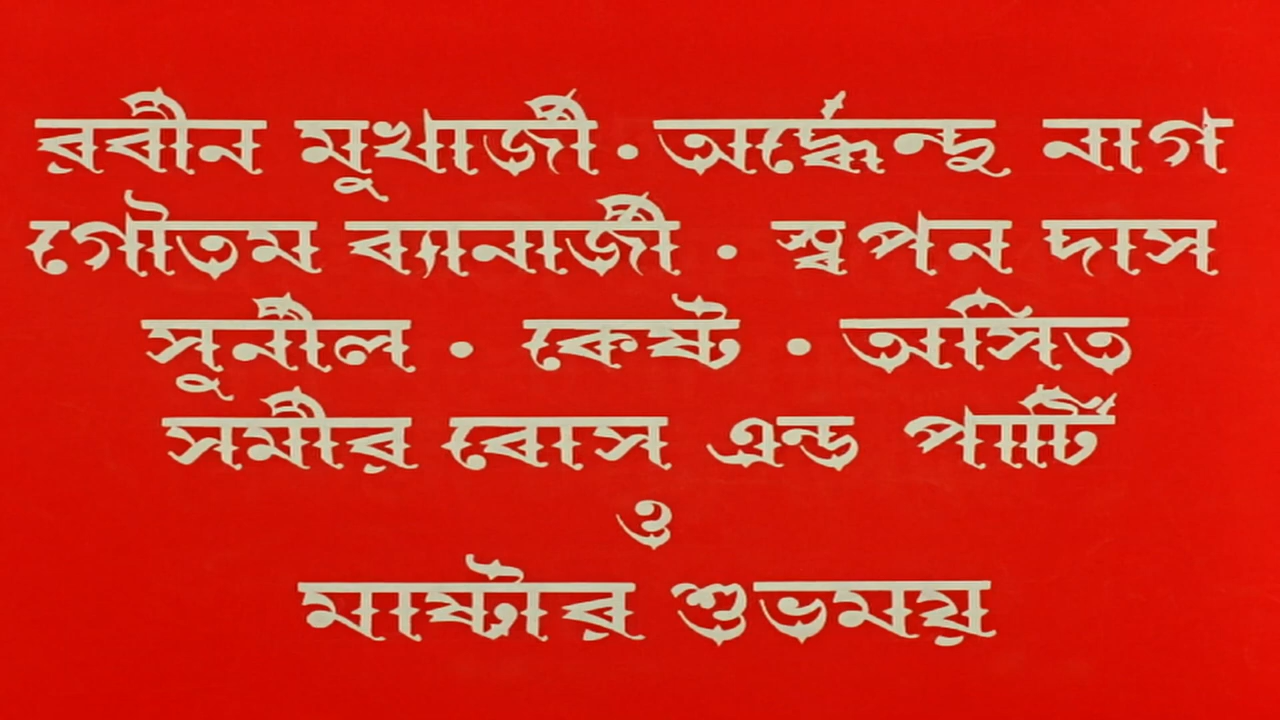 রবীন মুখার্জী • অর্দ্ধেন্দু নাগ
গৌতম ব্যানার্জী • স্বপন দাস
সুনীল • কেষ্ট • অসিত
সমীর বোস এন্ড পার্টি
ও
মাষ্টার শুভময়